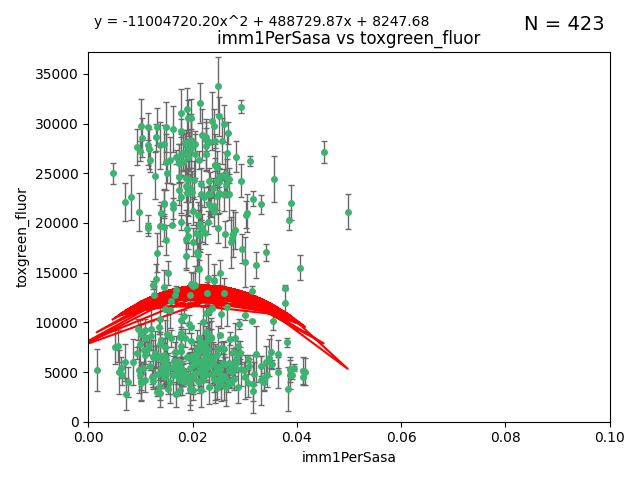 y = -11004720.20x^2 + 488729.87x + 8247.68
N = 423
imm1PerSasa vs toxgreen_fluor
35000
30000
25000
20000
15000
10000
5000
0
toxgreen_fluor
0.00 0.02 0.04 0.06 0.08 0.10
imm1PerSasa